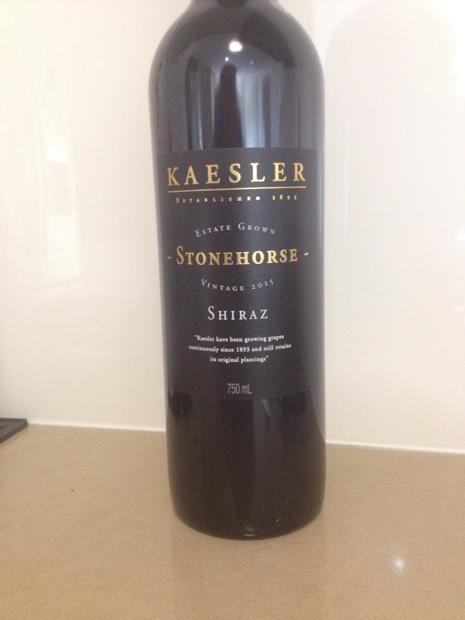 KAESLER
ESTABLISHED 1893
ESTATE GROWN
- STONEHORSE -
VINTAGE 2015
SHIRAZ
"Kaesler have been growing grapes
continuously since 1893 and still retains
its original plantings"
750 mL